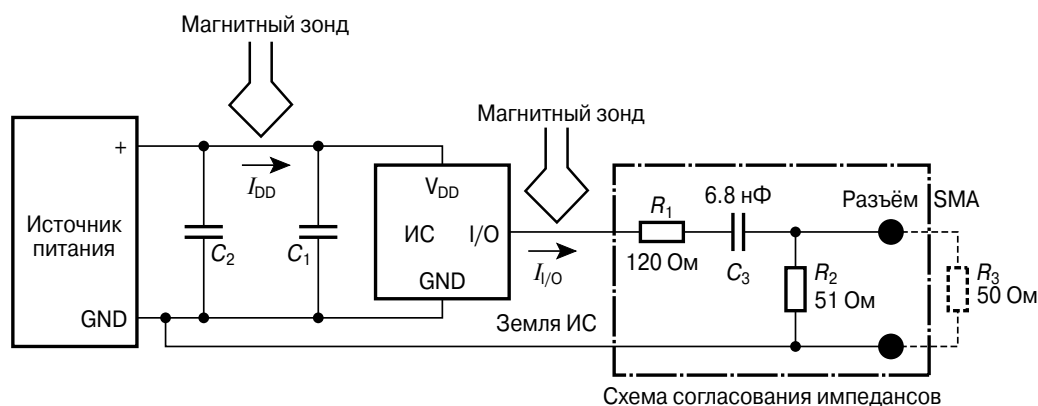 Магнитный зонд
Магнитный зонд
+
I_DD
V_DD
6.8 нФ
Разъём SMA
R_1
Источник
питания
C_2
C_1
ИС
I/O
I_I/O
120 Ом
C_3
R_2
51 Ом
R_3
50 Ом
GND
GND
Земля ИС
Схема согласования импедансов